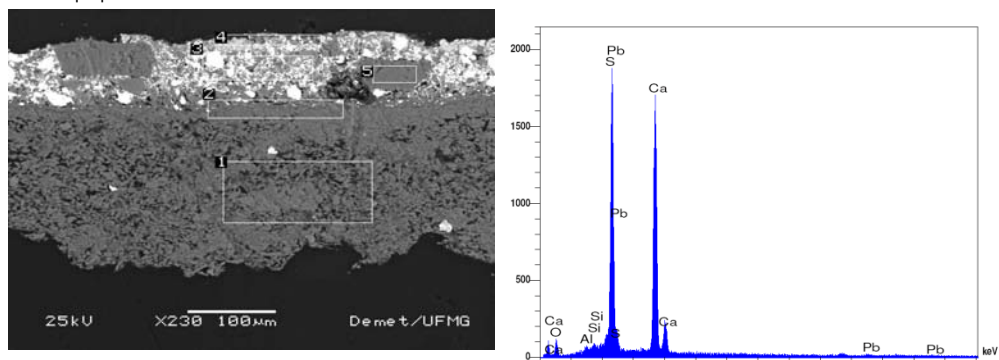 4
3
5
2
1
25kV X230 100µm Demet/UFMG
2000
1500
1000
500
0
Pb
S
Ca
Pb
Ca
O
Ca
Al
Si
Si
S
Ca
Pb
Pb
keV